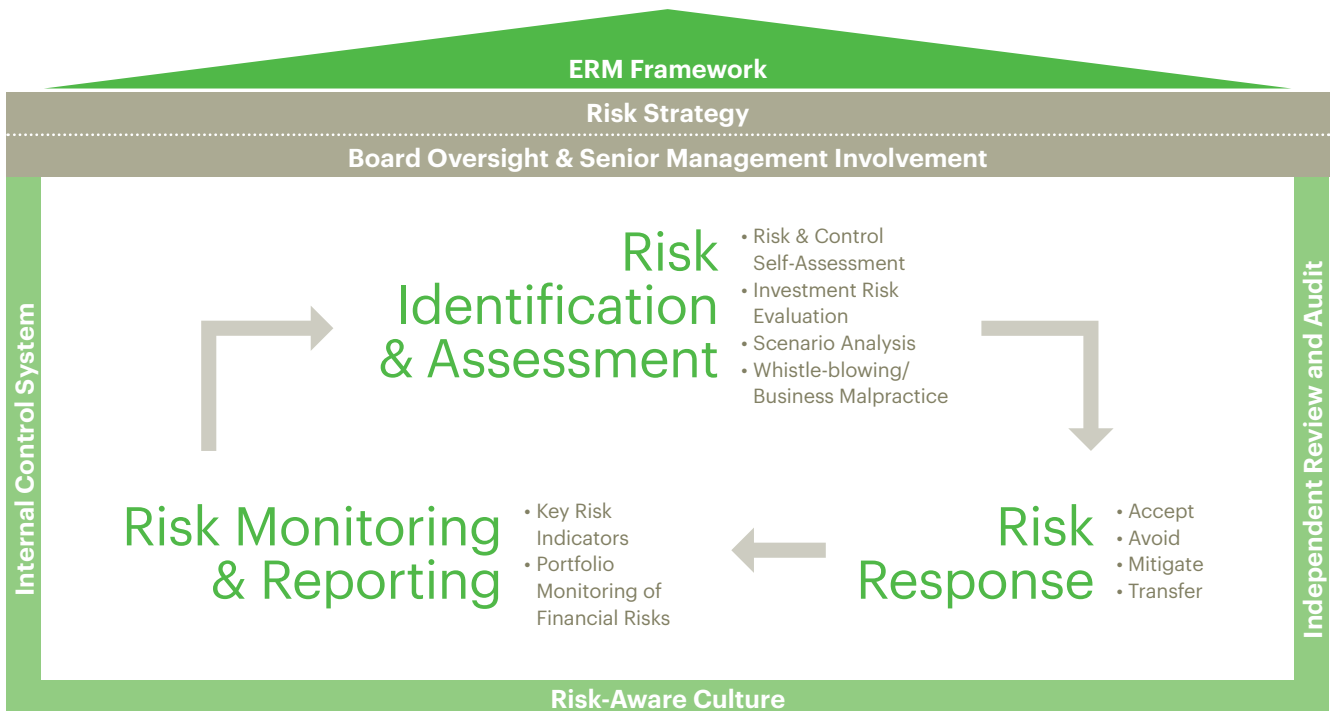 ERM Framework
Risk Strategy
Board Oversight & Senior Management Involvement
Internal Control System
Risk
Identification
& Assessment
• Risk & Control
Self-Assessment
• Investment Risk
Evaluation
• Scenario Analysis
• Whistle-blowing/
Business Malpractice
Risk Monitoring
& Reporting
• Key Risk
Indicators
• Portfolio
Monitoring of
Financial Risks
Risk
Response
• Accept
• Avoid
• Mitigate
• Transfer
Independent Review and Audit
Risk-Aware Culture